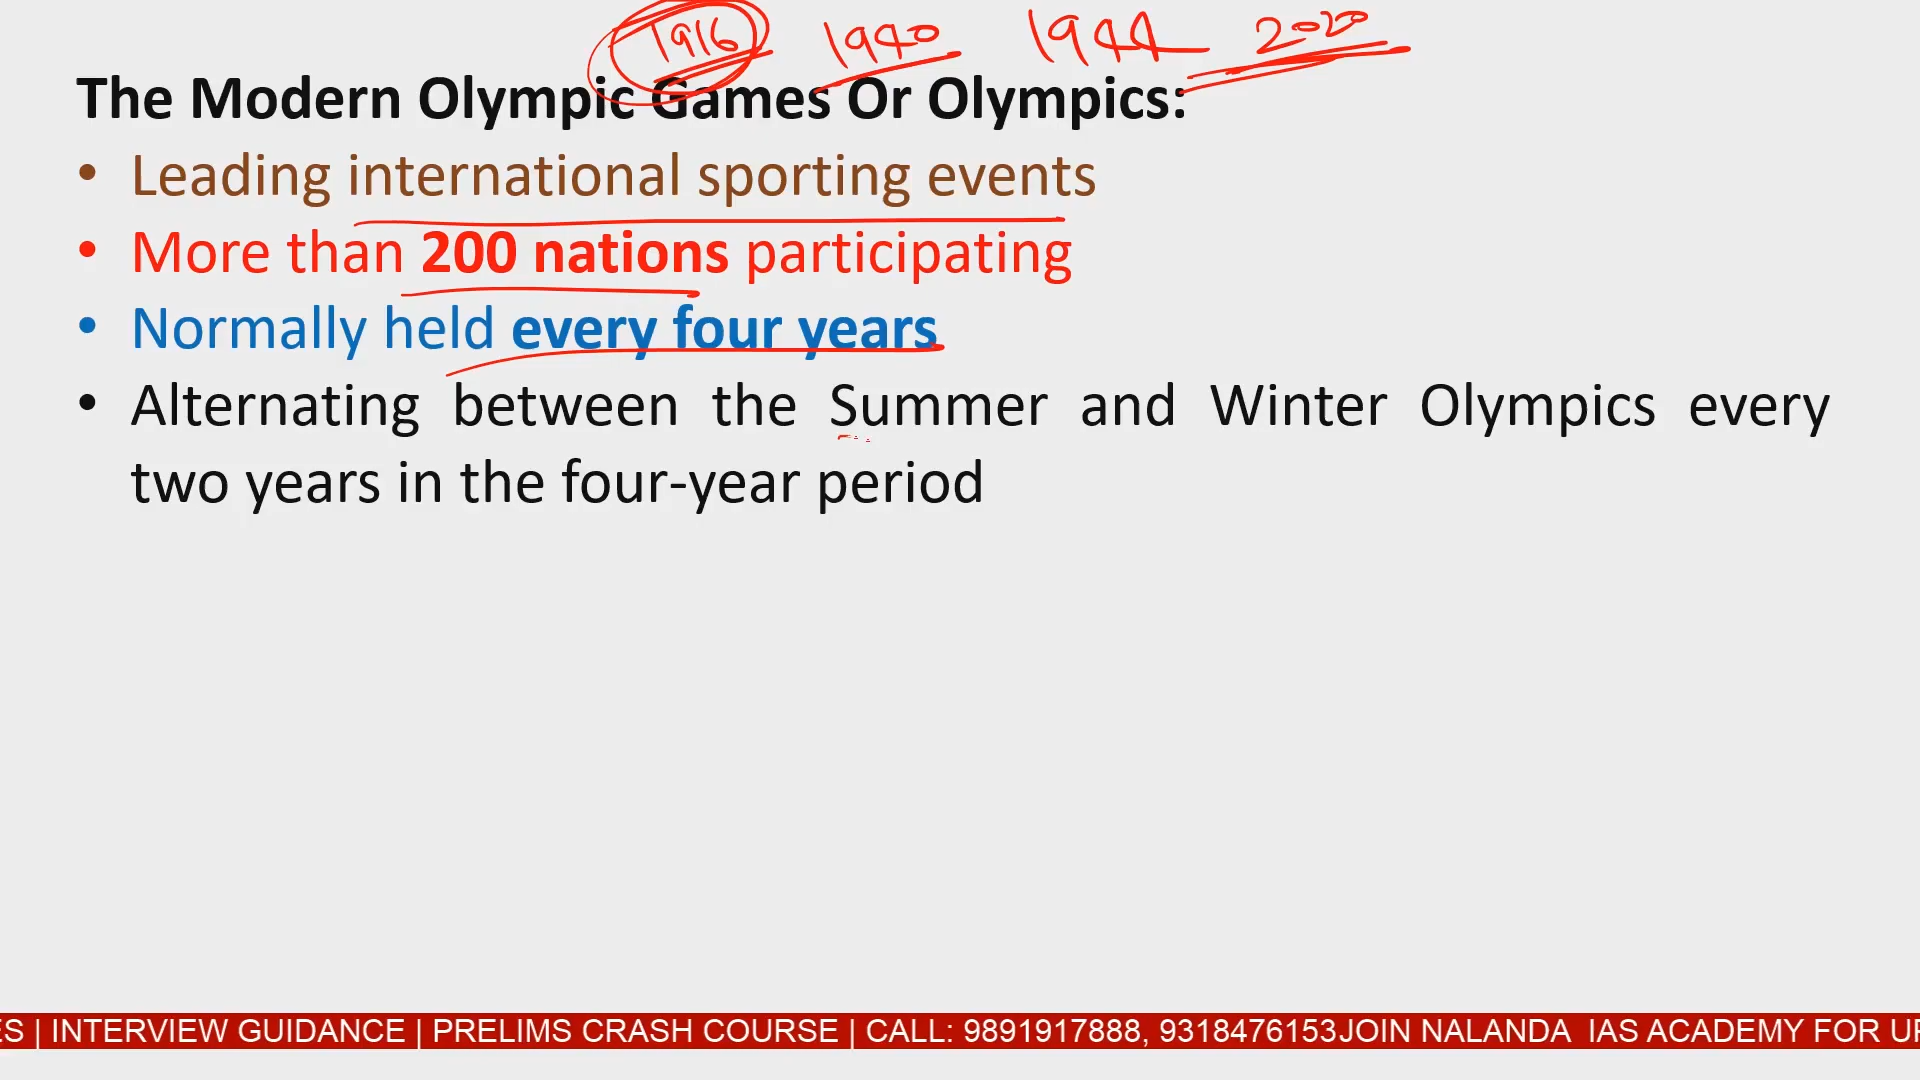 1916 1940 1944 2020
The Modern Olympic Games Or Olympics:
• Leading international sporting events
• More than 200 nations participating
• Normally held every four years
• Alternating between the Summer and Winter Olympics every
two years in the four-year period
ES | INTERVIEW GUIDANCE | PRELIMS CRASH COURSE | CALL: 9891917888, 9318476153JOIN NALANDA IAS ACADEMY FOR UP